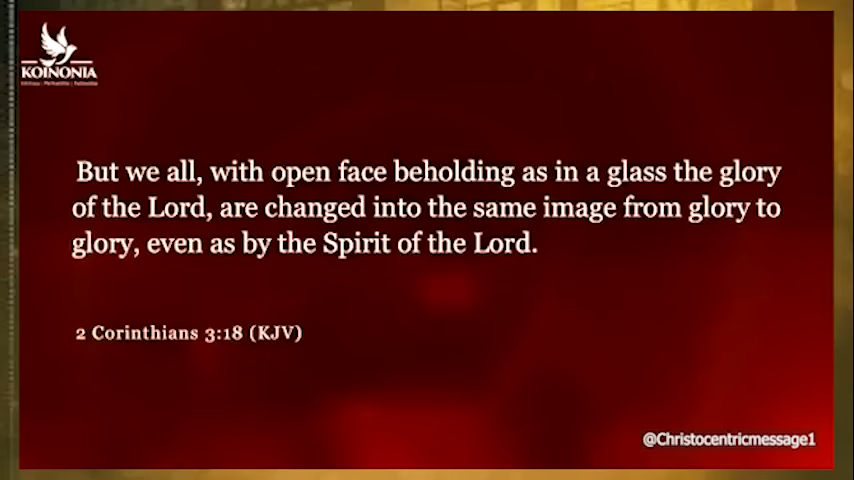 KOINONIA
But we all, with open face beholding as in a glass the glory
of the Lord, are changed into the same image from glory to
glory, even as by the Spirit of the Lord.
2 Corinthians 3:18 (KJV)
@Christocentricmessage1